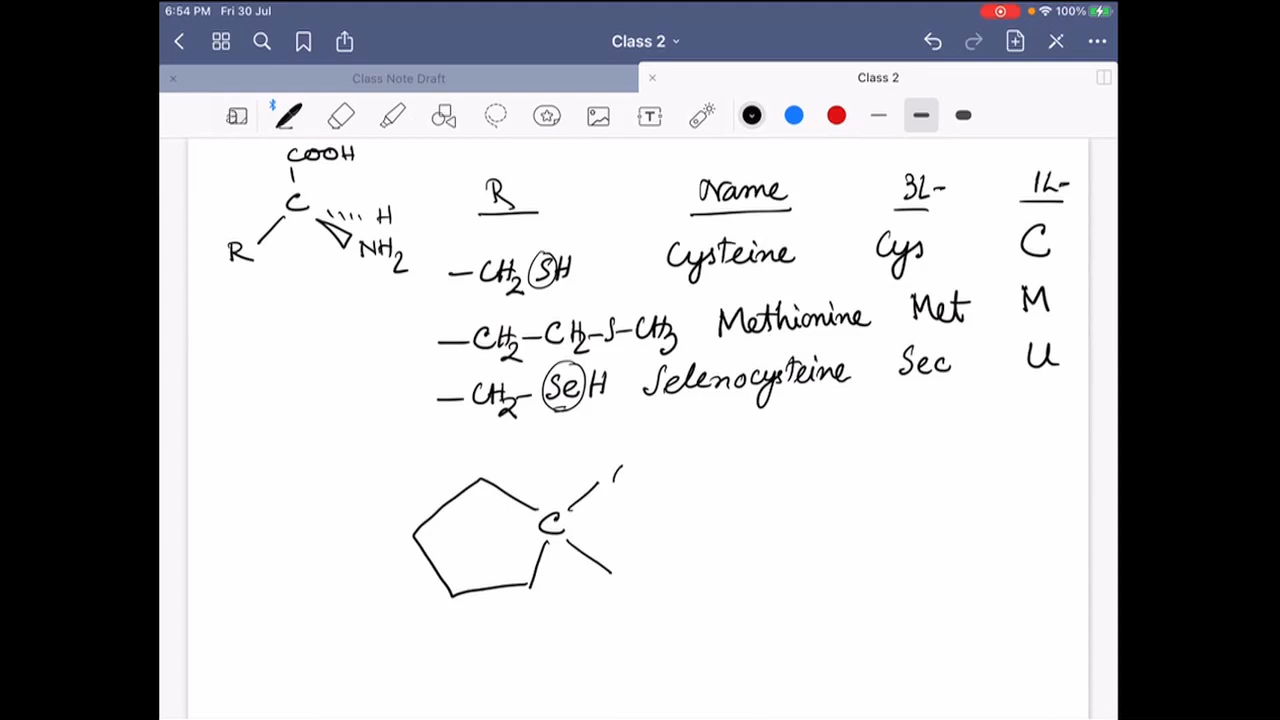 6:54 PM Fri 30 Jul 100%
Class 2
Class Note Draft Class 2
COOH
C
H
R
NH2
R Name 3L- 1L-
—CH2SH Cysteine Cys C
—CH2-CH2-S-CH3 Methionine Met M
—CH2-SeH Selenocysteine Sec U
C